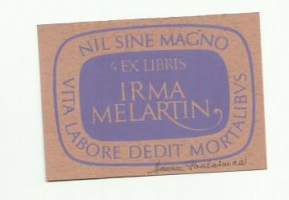 NIL SINE MAGNO
VITA LABORE DEDIT MORTALIBVS
EX LIBRIS
IRMA
MELARTIN